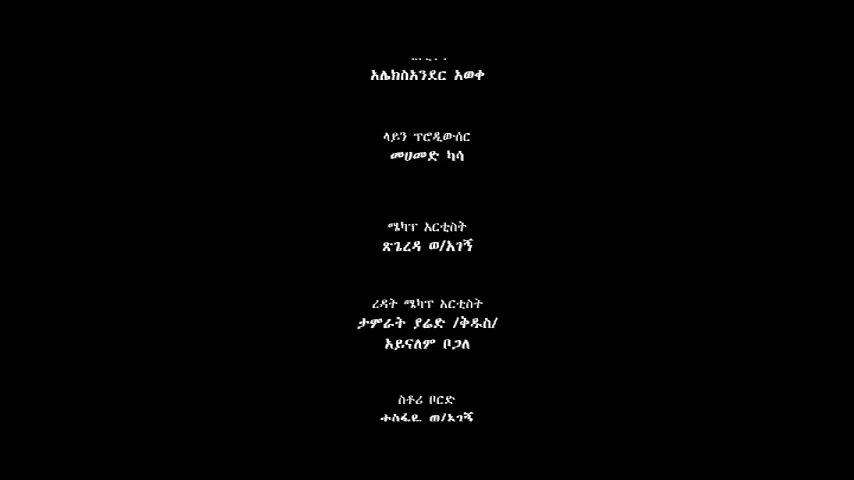 አሌክስአንደር አወቀ
ላይን ፕሮዲውሰር
መሀመድ ካሳ
ሜካፕ አርቲስት
ጽጌረዳ ወ/አገኝ
ረዳት ሜካፕ አርቲስት
ታምራት ያሬድ /ቅዱስ/
አይናለም ቦጋለ
ስቶሪ ቦርድ
ተስፋዬ ወ/አገኝ